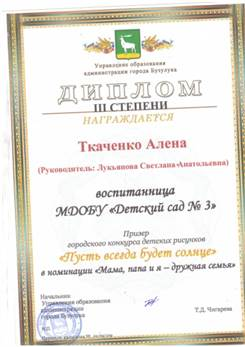 Управление образования
администрации города Бузулука
ДИПЛОМ
III СТЕПЕНИ
НАГРАЖДАЕТСЯ
Ткаченко Алена
(Руководитель: Лукьянова Светлана Анатольевна)
воспитанница
МДОБУ «Детский сад № 3»
Призер
городского конкурса детских рисунков
«Пусть всегда будет солнце»
в номинации «Мама, папа и я – дружная семья»
Начальник
Управления образования
администрации
города Бузулука
Т.Д. Чигарева